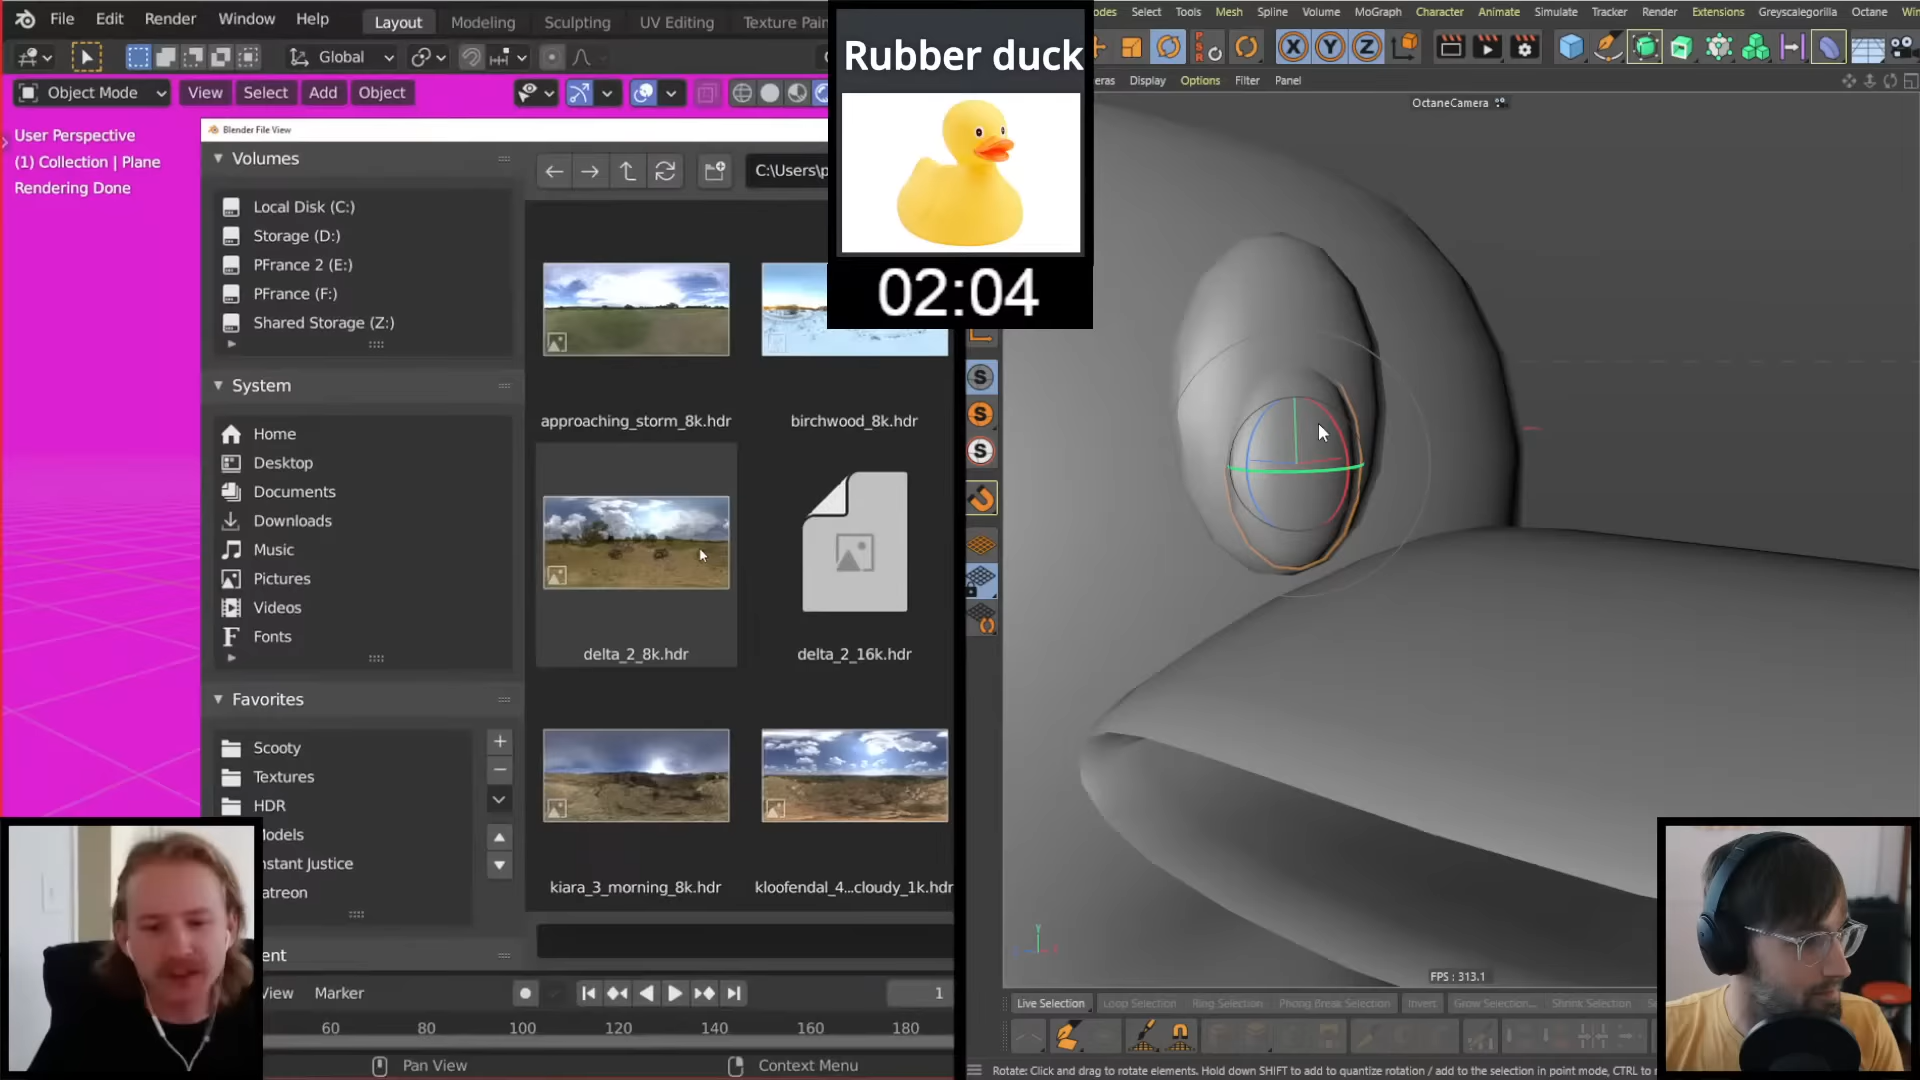 File Edit Render Window Help Layout Modeling Sculpting UV Editing Texture Pain
Global
Object Mode View Select Add Object
User Perspective
(1) Collection | Plane
Rendering Done
Blender File View
Volumes
Local Disk (C:)
Storage (D:)
PFrance 2 (E:)
PFrance (F:)
Shared Storage (Z:)
System
Home
Desktop
Documents
Downloads
Music
Pictures
Videos
Fonts
Favorites
Scooty
Textures
HDR
odels
nstant Justice
atreon
ent
C:\Users\p
approaching_storm_8k.hdr
birchwood_8k.hdr
delta_2_8k.hdr
delta_2_16k.hdr
kiara_3_morning_8k.hdr
kloofendal_4...cloudy_1k.hdr
iew Marker
1
60 80 100 120 140 160 180
Pan View Context Menu
Rubber duck
02:04
odes Select Tools Mesh Spline Volume MoGraph Character Animate Simulate Tracker Render Extensions Greyscalegorilla Octane Win
PSR X Y Z
eras Display Options Filter Panel
OctaneCamera
S
S
S
Y
FPS : 313.1
Live Selection Loop Selection Ring Selection Phong Break Selection Invert Grow Selection... Shrink Selection
Rotate: Click and drag to rotate elements. Hold down SHIFT to add to quantize rotation / add to the selection in point mode, CTRL to